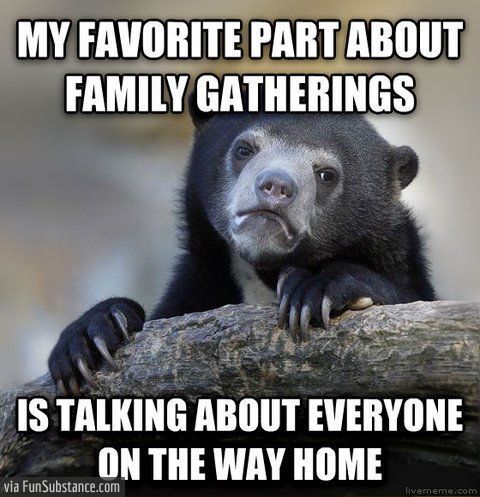 MY FAVORITE PART ABOUT
FAMILY GATHERINGS
IS TALKING ABOUT EVERYONE
ON THE WAY HOME
via FunSubstance.com
livememe.com